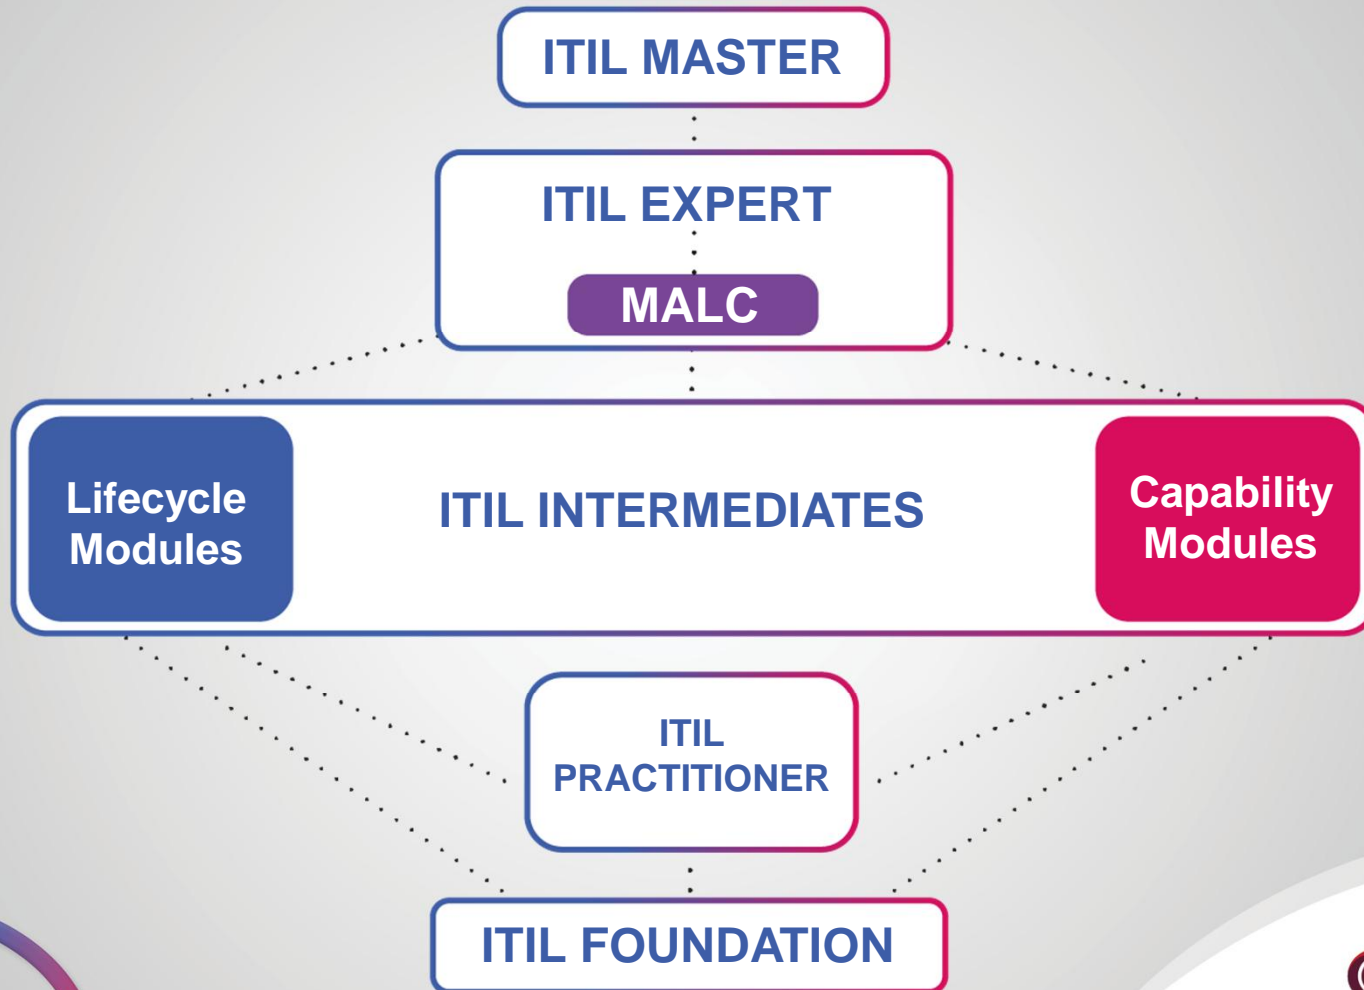 ITIL MASTER
ITIL EXPERT
MALC
Lifecycle
Modules
ITIL INTERMEDIATES
Capability
Modules
ITIL
PRACTITIONER
ITIL FOUNDATION